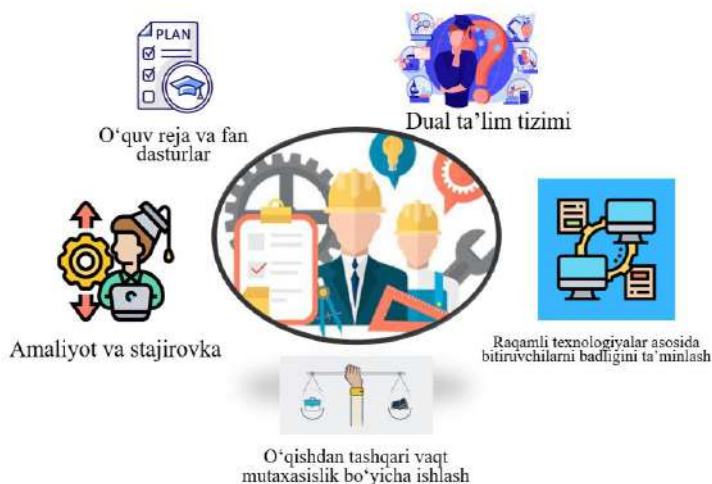 PLAN
O‘quv reja va fan
dasturlar
Dual ta’lim tizimi
Amaliyot va stajirovka
Raqamli texnologiyalar asosida
bitiruvchilarni badligini ta’minlash
O‘qishdan tashqari vaqt
mutaxasislik bo‘yicha ishlash